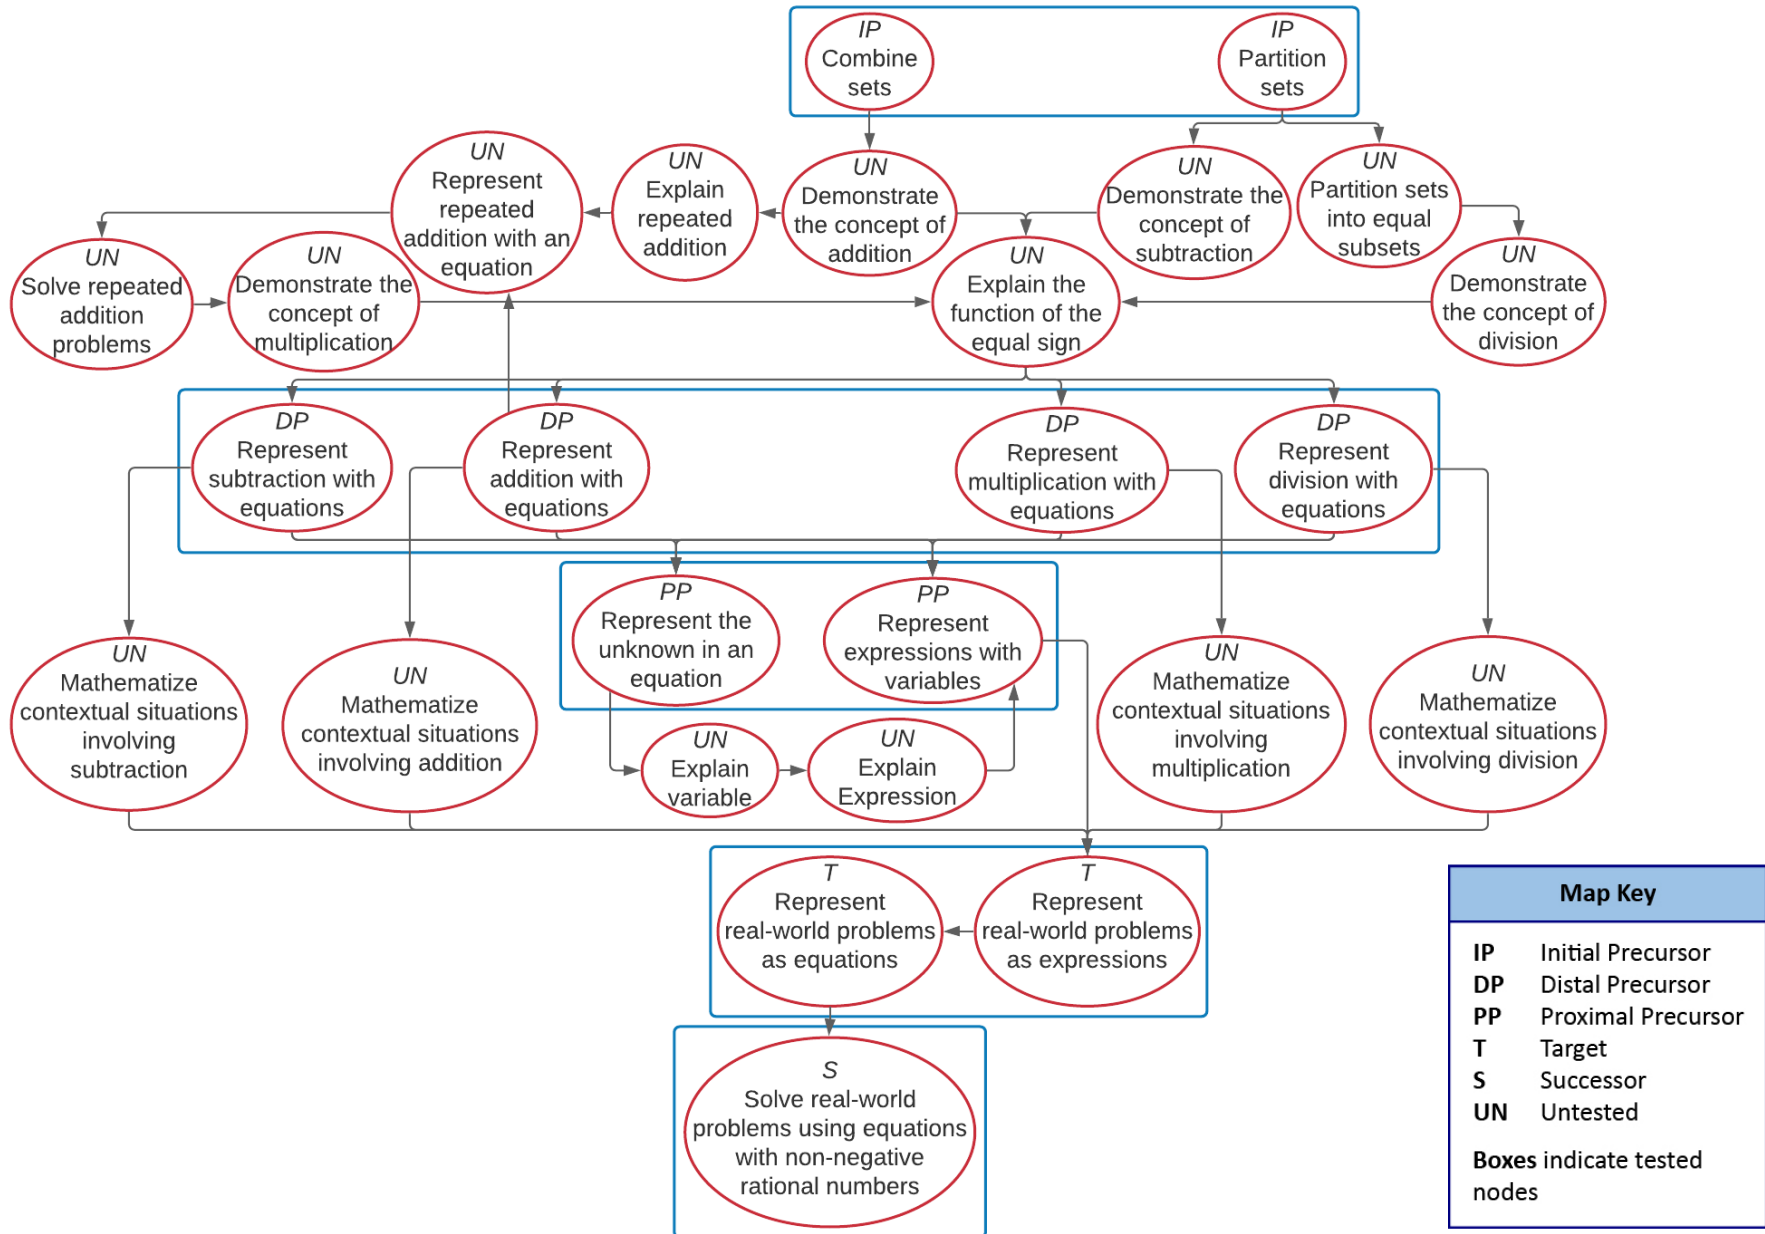 IP
Combine
sets
IP
Partition
sets
UN
Represent
repeated
addition with an
equation
UN
Explain
repeated
addition
UN
Demonstrate
the concept of
addition
UN
Demonstrate the
concept of
subtraction
UN
Partition sets
into equal
subsets
UN
Solve repeated
addition
problems
UN
Demonstrate the
concept of
multiplication
UN
Explain the
function of the
equal sign
UN
Demonstrate
the concept of
division
DP
Represent
subtraction with
equations
DP
Represent
addition with
equations
DP
Represent
multiplication with
equations
DP
Represent
division with
equations
PP
Represent the
unknown in an
equation
PP
Represent
expressions with
variables
UN
Mathematize
contextual situations
involving
subtraction
UN
Mathematize
contextual situations
involving addition
UN
Explain
variable
UN
Explain
Expression
UN
Mathematize
contextual situations
involving
multiplication
UN
Mathematize
contextual situations
involving division
T
Represent
real-world problems
as equations
T
Represent
real-world problems
as expressions
S
Solve real-world
problems using equations
with non-negative
rational numbers
Map Key
IP Initial Precursor
DP Distal Precursor
PP Proximal Precursor
T Target
S Successor
UN Untested
Boxes indicate tested
nodes